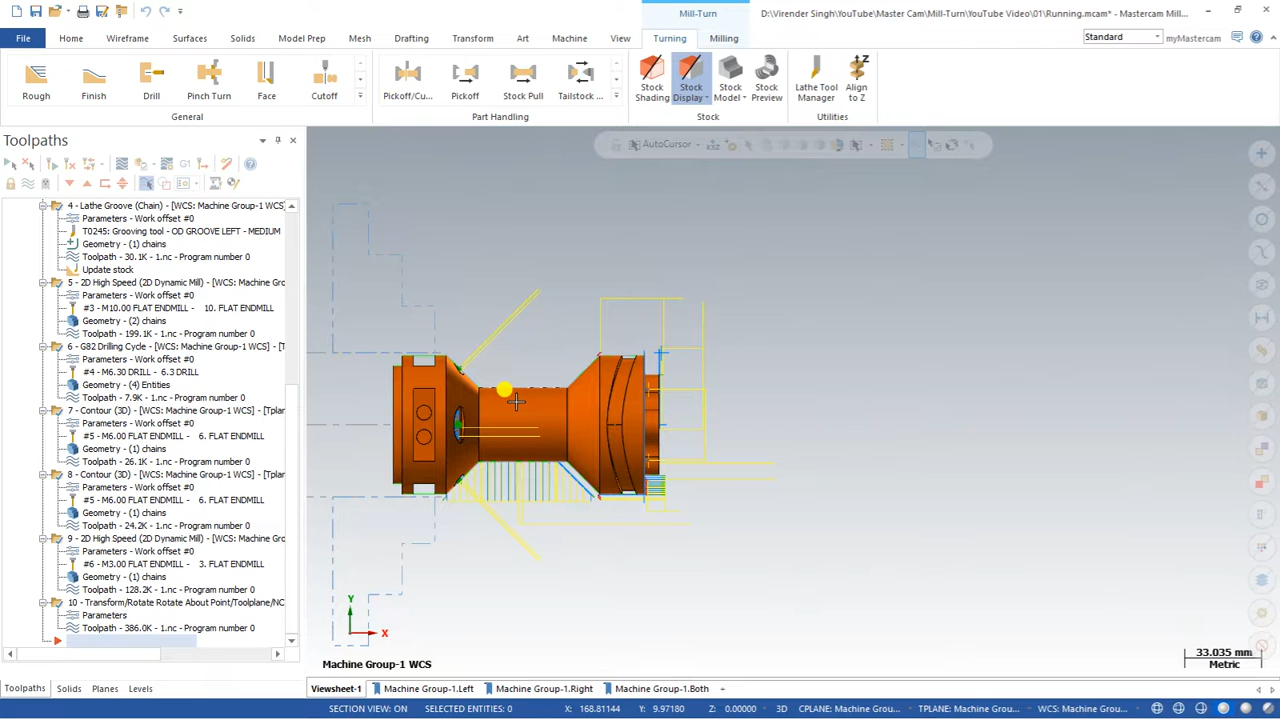 Mill-Turn
D:\Virender Singh\YouTube\Master Cam\Mill-Turn\YouTube Video\01\Running.mcam* - Mastercam Mill...
File Home Wireframe Surfaces Solids Model Prep Mesh Drafting Transform Art Machine View Turning Milling
Standard
myMastercam
Rough Finish Drill Pinch Turn Face Cutoff
Pickoff/Cu... Pickoff Stock Pull Tailstock ...
Stock Shading Stock Display Stock Model Stock Preview
Lathe Tool Manager Align to Z
General Part Handling Stock Utilities
Toolpaths
AutoCursor
G1
4 - Lathe Groove (Chain) - [WCS: Machine Group-1 WCS]
Parameters - Work offset #0
T0245: Grooving tool - OD GROOVE LEFT - MEDIUM
Geometry - (1) chains
Toolpath - 30.1K - 1.nc - Program number 0
Update stock
5 - 2D High Speed (2D Dynamic Mill) - [WCS: Machine Gro
Parameters - Work offset #0
#3 - M10.00 FLAT ENDMILL - 10. FLAT ENDMILL
Geometry - (2) chains
Toolpath - 199.1K - 1.nc - Program number 0
6 - G82 Drilling Cycle - [WCS: Machine Group-1 WCS] - [T
Parameters - Work offset #0
#4 - M6.30 DRILL - 6.3 DRILL
Geometry - (4) Entities
Toolpath - 7.9K - 1.nc - Program number 0
7 - Contour (3D) - [WCS: Machine Group-1 WCS] - [Tplan
Parameters - Work offset #0
#5 - M6.00 FLAT ENDMILL - 6. FLAT ENDMILL
Geometry - (1) chains
Toolpath - 26.1K - 1.nc - Program number 0
8 - Contour (3D) - [WCS: Machine Group-1 WCS] - [Tplan
Parameters - Work offset #0
#5 - M6.00 FLAT ENDMILL - 6. FLAT ENDMILL
Geometry - (1) chains
Toolpath - 24.2K - 1.nc - Program number 0
9 - 2D High Speed (2D Dynamic Mill) - [WCS: Machine Gro
Parameters - Work offset #0
#6 - M3.00 FLAT ENDMILL - 3. FLAT ENDMILL
Geometry - (1) chains
Toolpath - 128.2K - 1.nc - Program number 0
10 - Transform/Rotate Rotate About Point/Toolplane/NC
Parameters
Toolpath - 386.0K - 1.nc - Program number 0
Y
X
Machine Group-1 WCS
33.035 mm
Metric
Toolpaths Solids Planes Levels
Viewsheet-1 Machine Group-1.Left Machine Group-1.Right Machine Group-1.Both +
SECTION VIEW: ON SELECTED ENTITIES: 0 X: 168.81144 Y: 9.97180 Z: 0.00000 3D CPLANE: Machine Grou... TPLANE: Machine Grou... WCS: Machine Grou...